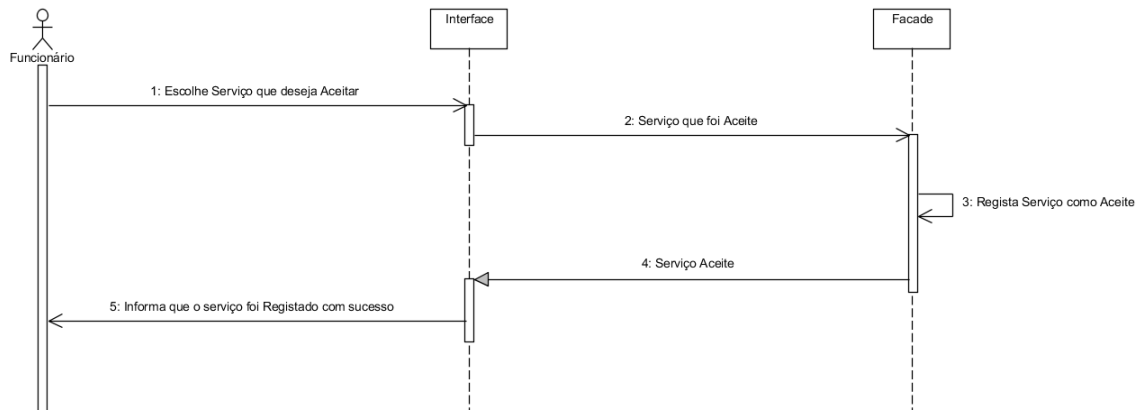 Interface
Facade
Funcionário
1: Escolhe Serviço que deseja Aceitar
2: Serviço que foi Aceite
3: Regista Serviço como Aceite
4: Serviço Aceite
5: Informa que o serviço foi Registado com sucesso